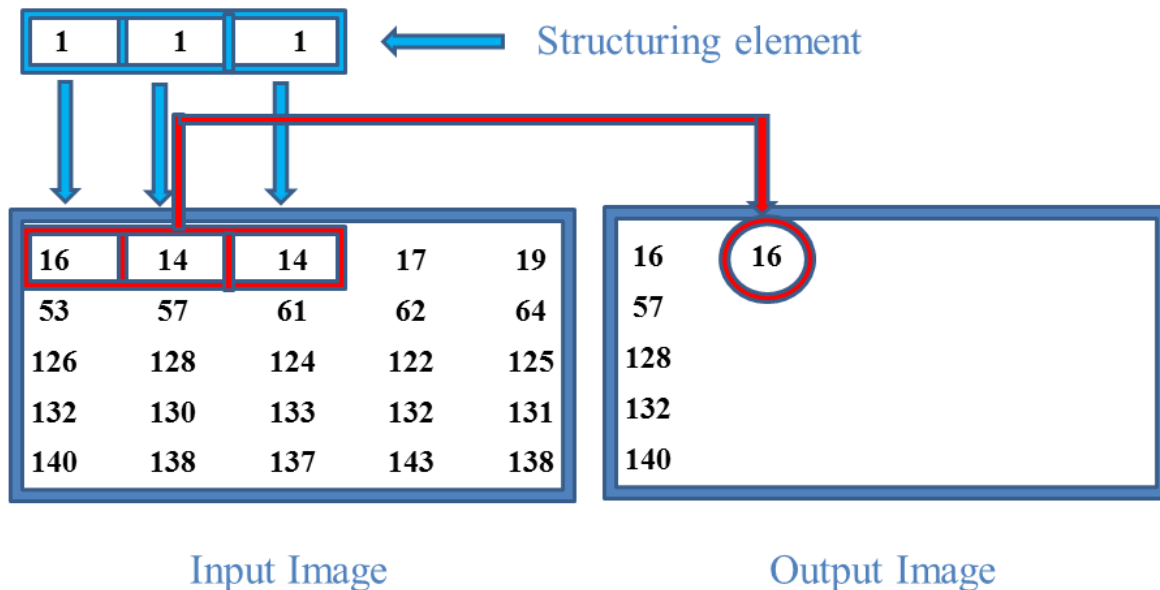 1 1 1 Structuring element
16 14 14 17 19
53 57 61 62 64
126 128 124 122 125
132 130 133 132 131
140 138 137 143 138
Input Image
16 16
57
128
132
140
Output Image